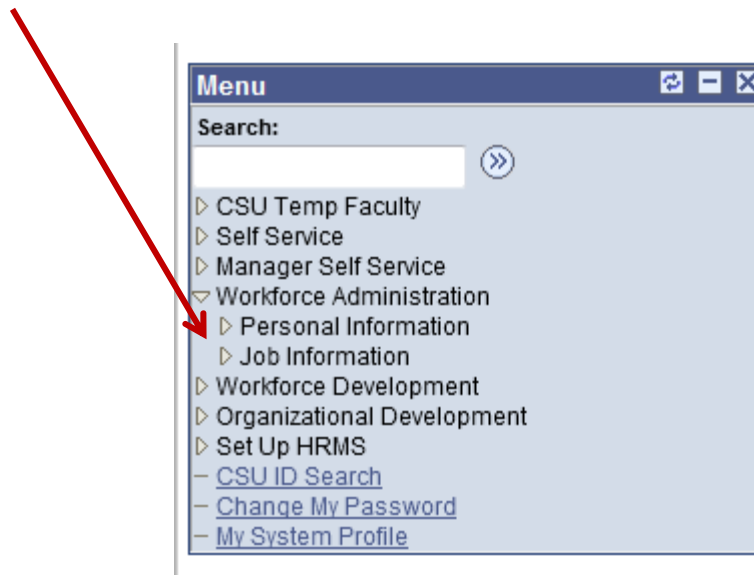 Menu
Search:
CSU Temp Faculty
Self Service
Manager Self Service
Workforce Administration
Personal Information
Job Information
Workforce Development
Organizational Development
Set Up HRMS
CSU ID Search
Change My Password
My System Profile